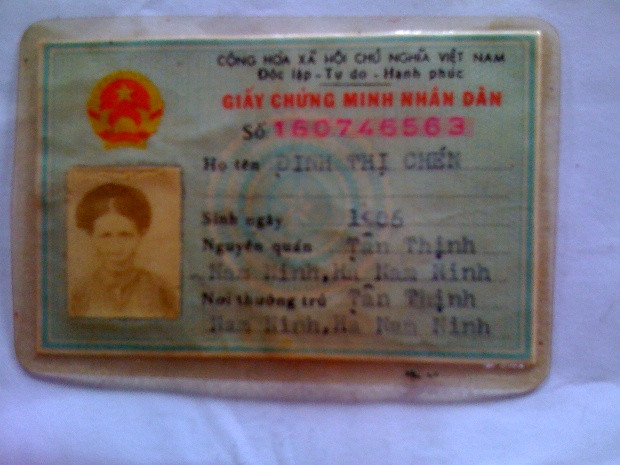 CỘNG HÒA XÃ HỘI CHỦ NGHĨA VIỆT NAM
Độc lập - Tự do - Hạnh phúc
GIẤY CHỨNG MINH NHÂN DÂN
Số 160746563
Họ tên ĐINH THỊ CHÉN
Sinh ngày 1906
Nguyên quán Tân Thịnh
Nam Ninh, Hà Nam Ninh
Nơi thường trú Tân Thịnh
Nam Ninh, Hà Nam Ninh